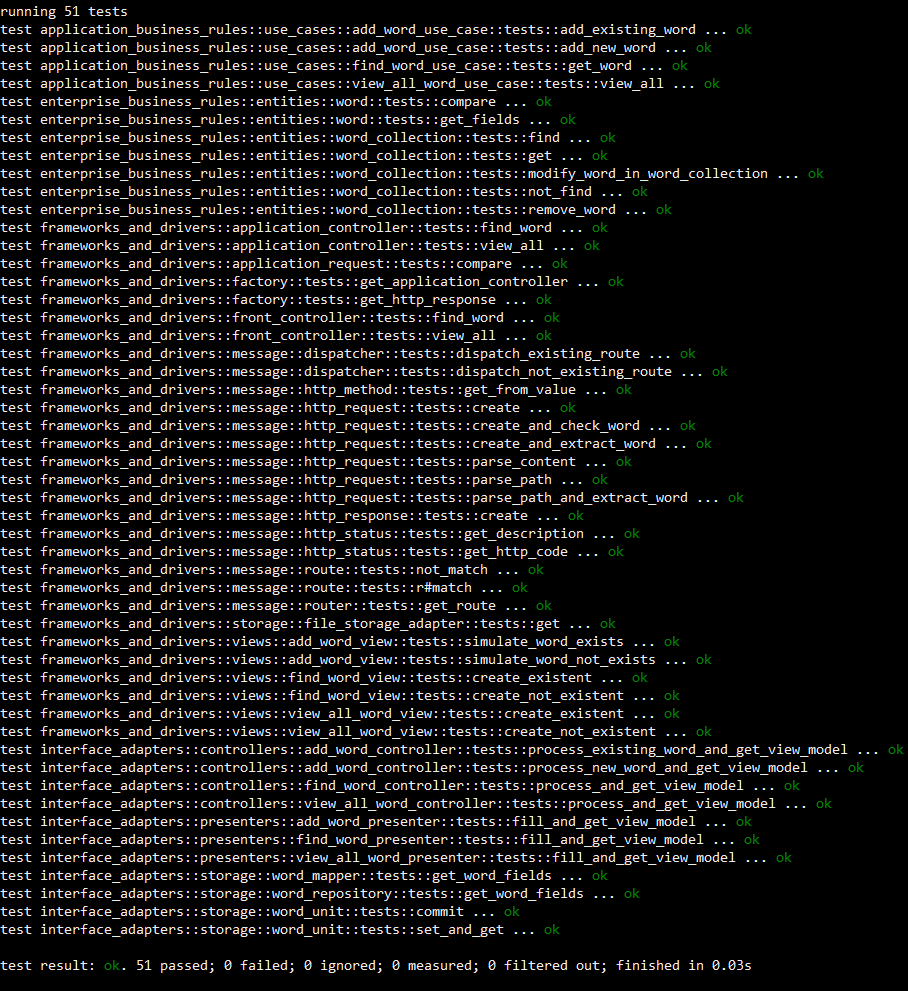 running 51 tests
test application_business_rules::use_cases::add_word_use_case::tests::add_existing_word ... ok
test application_business_rules::use_cases::add_word_use_case::tests::add_new_word ... ok
test application_business_rules::use_cases::find_word_use_case::tests::get_word ... ok
test application_business_rules::use_cases::view_all_word_use_case::tests::view_all ... ok
test enterprise_business_rules::entities::word::tests::compare ... ok
test enterprise_business_rules::entities::word::tests::get_fields ... ok
test enterprise_business_rules::entities::word_collection::tests::find ... ok
test enterprise_business_rules::entities::word_collection::tests::get ... ok
test enterprise_business_rules::entities::word_collection::tests::modify_word_in_word_collection ... ok
test enterprise_business_rules::entities::word_collection::tests::not_find ... ok
test enterprise_business_rules::entities::word_collection::tests::remove_word ... ok
test frameworks_and_drivers::application_controller::tests::find_word ... ok
test frameworks_and_drivers::application_controller::tests::view_all ... ok
test frameworks_and_drivers::application_request::tests::compare ... ok
test frameworks_and_drivers::factory::tests::get_application_controller ... ok
test frameworks_and_drivers::factory::tests::get_http_response ... ok
test frameworks_and_drivers::front_controller::tests::find_word ... ok
test frameworks_and_drivers::front_controller::tests::view_all ... ok
test frameworks_and_drivers::message::dispatcher::tests::dispatch_existing_route ... ok
test frameworks_and_drivers::message::dispatcher::tests::dispatch_not_existing_route ... ok
test frameworks_and_drivers::message::http_method::tests::get_from_value ... ok
test frameworks_and_drivers::message::http_request::tests::create ... ok
test frameworks_and_drivers::message::http_request::tests::create_and_check_word ... ok
test frameworks_and_drivers::message::http_request::tests::create_and_extract_word ... ok
test frameworks_and_drivers::message::http_request::tests::parse_content ... ok
test frameworks_and_drivers::message::http_request::tests::parse_path ... ok
test frameworks_and_drivers::message::http_request::tests::parse_path_and_extract_word ... ok
test frameworks_and_drivers::message::http_response::tests::create ... ok
test frameworks_and_drivers::message::http_status::tests::get_description ... ok
test frameworks_and_drivers::message::http_status::tests::get_http_code ... ok
test frameworks_and_drivers::message::route::tests::not_match ... ok
test frameworks_and_drivers::message::route::tests::r#match ... ok
test frameworks_and_drivers::message::router::tests::get_route ... ok
test frameworks_and_drivers::storage::file_storage_adapter::tests::get ... ok
test frameworks_and_drivers::views::add_word_view::tests::simulate_word_exists ... ok
test frameworks_and_drivers::views::add_word_view::tests::simulate_word_not_exists ... ok
test frameworks_and_drivers::views::find_word_view::tests::create_existent ... ok
test frameworks_and_drivers::views::find_word_view::tests::create_not_existent ... ok
test frameworks_and_drivers::views::view_all_word_view::tests::create_existent ... ok
test frameworks_and_drivers::views::view_all_word_view::tests::create_not_existent ... ok
test interface_adapters::controllers::add_word_controller::tests::process_existing_word_and_get_view_model ... ok
test interface_adapters::controllers::add_word_controller::tests::process_new_word_and_get_view_model ... ok
test interface_adapters::controllers::find_word_controller::tests::process_and_get_view_model ... ok
test interface_adapters::controllers::view_all_word_controller::tests::process_and_get_view_model ... ok
test interface_adapters::presenters::add_word_presenter::tests::fill_and_get_view_model ... ok
test interface_adapters::presenters::find_word_presenter::tests::fill_and_get_view_model ... ok
test interface_adapters::presenters::view_all_word_presenter::tests::fill_and_get_view_model ... ok
test interface_adapters::storage::word_mapper::tests::get_word_fields ... ok
test interface_adapters::storage::word_repository::tests::get_word_fields ... ok
test interface_adapters::storage::word_unit::tests::commit ... ok
test interface_adapters::storage::word_unit::tests::set_and_get ... ok
test result: ok. 51 passed; 0 failed; 0 ignored; 0 measured; 0 filtered out; finished in 0.03s